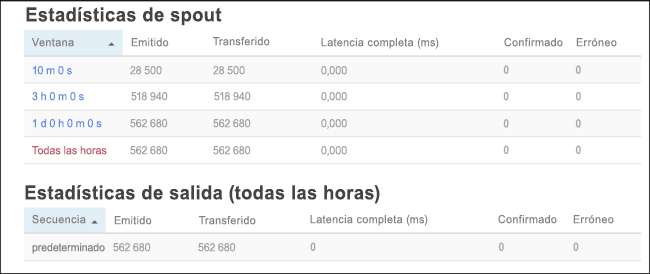 Estadísticas de spout
Ventana Emitido Transferido Latencia completa (ms) Confirmado Erróneo
10 m 0 s 28 500 28 500 0,000 0 0
3 h 0 m 0 s 518 940 518 940 0,000 0 0
1 d 0 h 0 m 0 s 562 680 562 680 0,000 0 0
Todas las horas 562 680 562 680 0,000 0 0
Estadísticas de salida (todas las horas)
Secuencia Emitido Transferido Latencia completa (ms) Confirmado Erróneo
predeterminado 562 680 562 680 0 0 0